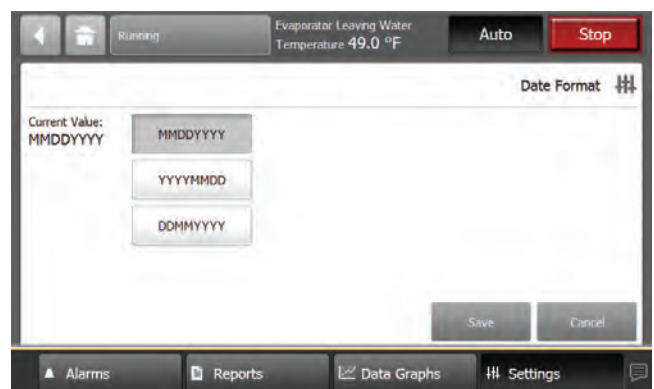 Running
Evaporator Leaving Water
Temperature 49.0 ºF
Auto
Stop
Date Format
Current Value:
MMDDYYYY
MMDDYYYY
YYYYMMDD
DDMMYYYY
Save
Cancel
Alarms
Reports
Data Graphs
Settings